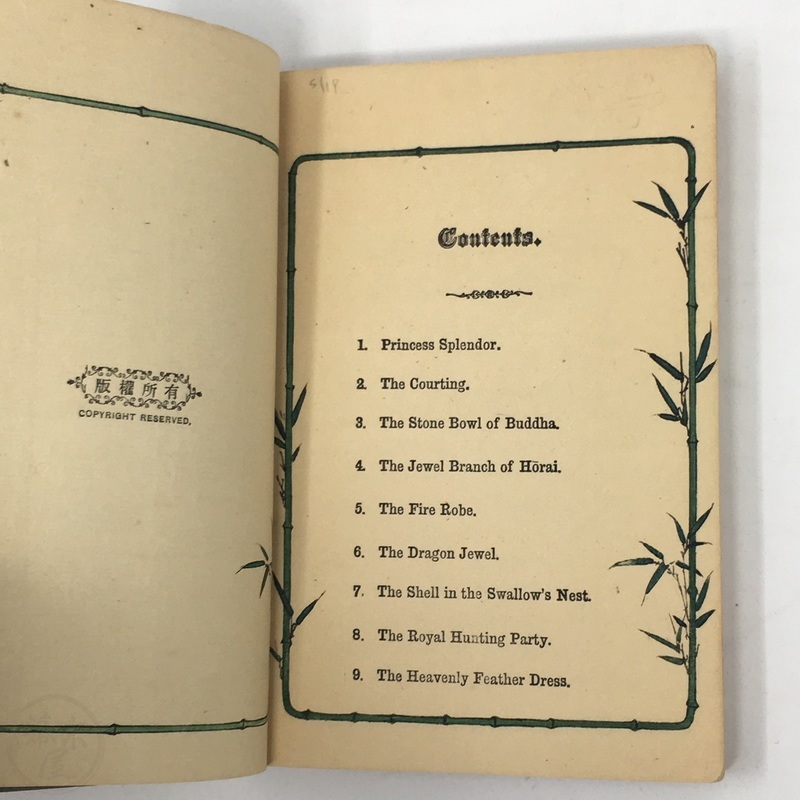 版權所有
COPYRIGHT RESERVED.
Contents.
1. Princess Splendor.
2. The Courting.
3. The Stone Bowl of Buddha.
4. The Jewel Branch of Hōrai.
5. The Fire Robe.
6. The Dragon Jewel.
7. The Shell in the Swallow's Nest.
8. The Royal Hunting Party.
9. The Heavenly Feather Dress.